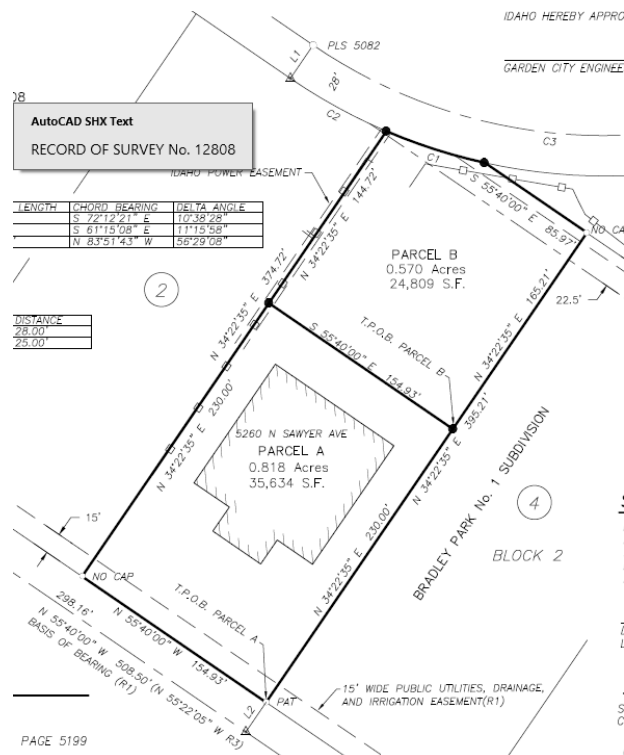 IDAHO HEREBY APPRO
PLS 5082
GARDEN CITY ENGINEE
L1
28'
08
C2
C3
AutoCAD SHX Text
RECORD OF SURVEY No. 12808
IDAHO POWER EASEMENT
C1
S 55°40'00" E 85.97'
NO CA
LENGTH CHORD BEARING DELTA ANGLE
S 72°12'21" E 10°38'28"
S 61°15'08" E 11°15'58"
N 83°51'43" W 56°29'08"
N 34°22'35" E 144.72'
N 34°22'35" E 374.72'
PARCEL B
0.570 Acres
24,809 S.F.
2
22.5'
N 34°22'35" E 165.21'
DISTANCE
28.00'
25.00'
S 55°40'00" E 154.93'
T.P.O.B. PARCEL B
N 34°22'35" E 230.00'
N 34°22'35" E 395.21'
5260 N SAWYER AVE
PARCEL A
0.818 Acres
35,634 S.F.
BRADLEY PARK No. 1 SUBDIVISION
4
BLOCK 2
15'
N 34°22'35" E 230.00'
NO CAP
298.16'
N 55°40'00" W 154.93'
T.P.O.B. PARCEL A
N 55°40'00" W 508.50' (N 55°22'05" W R3)
BASIS OF BEARING (R1)
PAT
L2
15' WIDE PUBLIC UTILITIES, DRAINAGE,
AND IRRIGATION EASEMENT(R1)
PAGE 5199